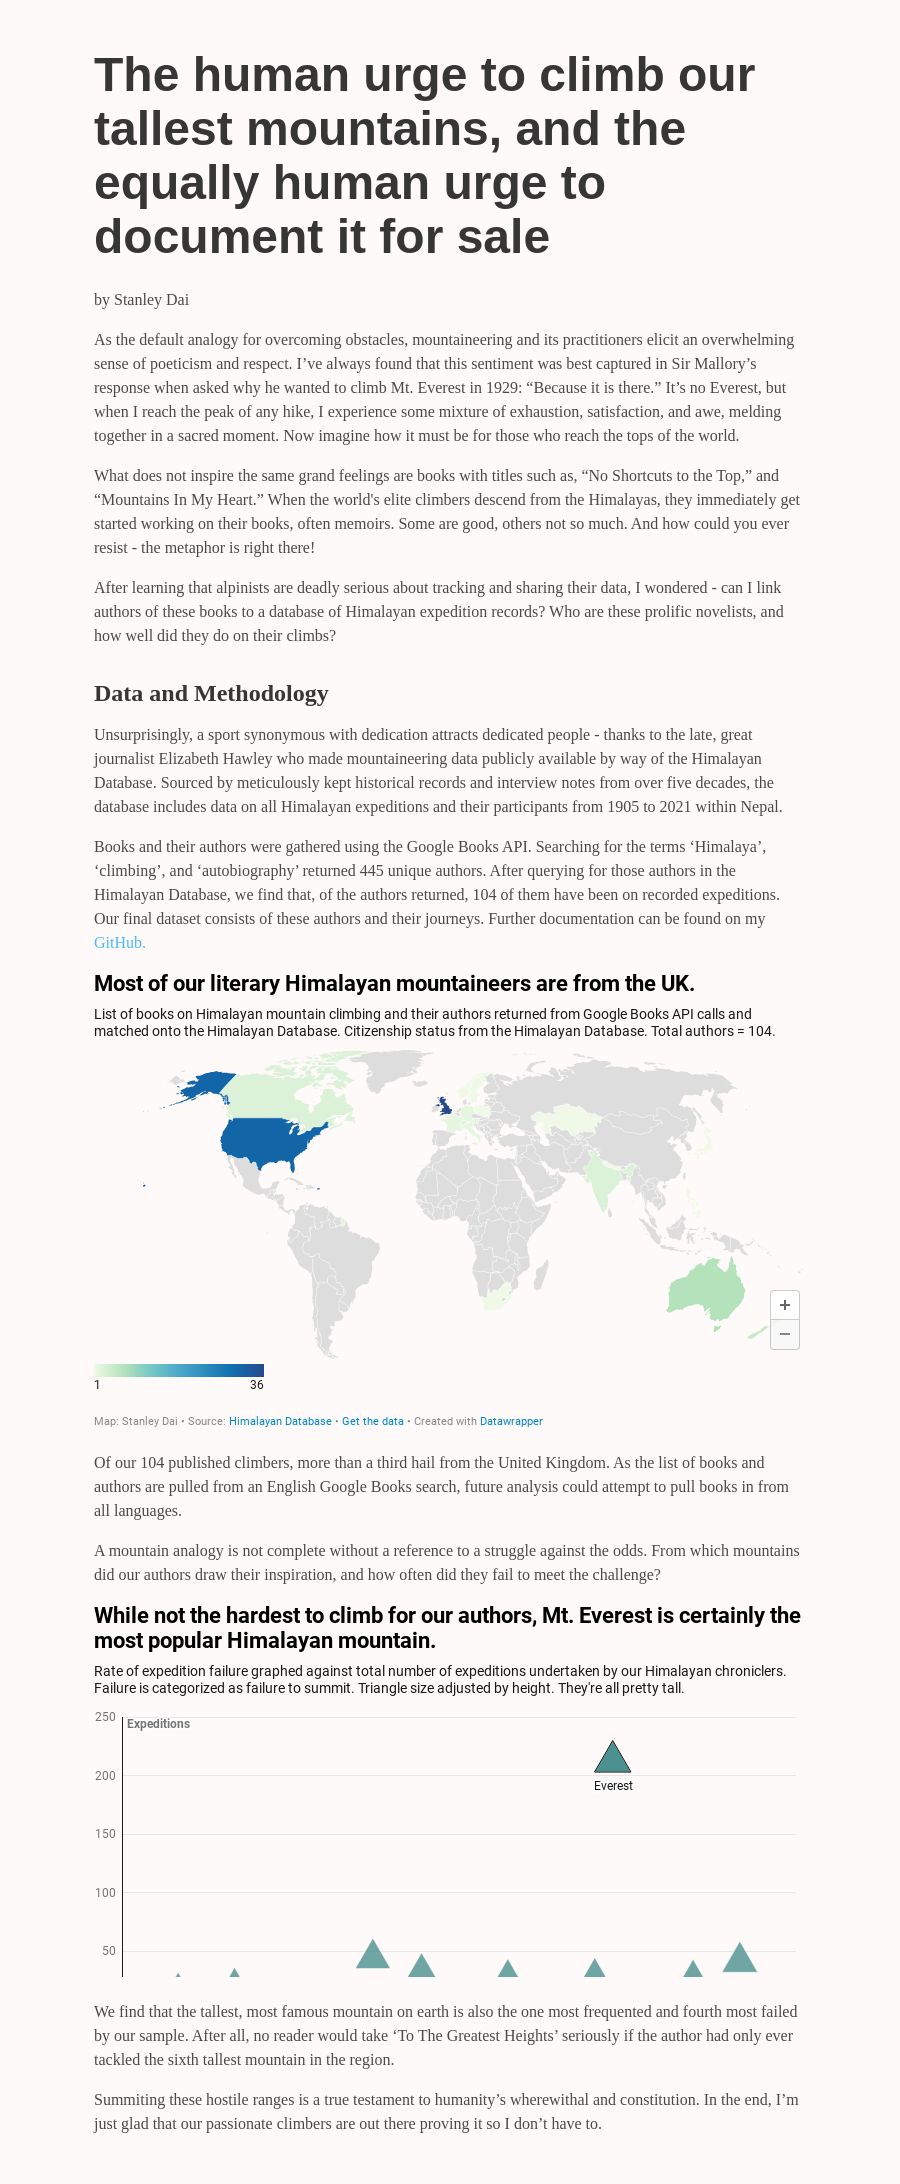 The human urge to climb our
tallest mountains, and the
equally human urge to
document it for sale
by Stanley Dai
As the default analogy for overcoming obstacles, mountaineering and its practitioners elicit an overwhelming
sense of poeticism and respect. I’ve always found that this sentiment was best captured in Sir Mallory’s
response when asked why he wanted to climb Mt. Everest in 1929: “Because it is there.” It’s no Everest, but
when I reach the peak of any hike, I experience some mixture of exhaustion, satisfaction, and awe, melding
together in a sacred moment. Now imagine how it must be for those who reach the tops of the world.
What does not inspire the same grand feelings are books with titles such as, “No Shortcuts to the Top,” and
“Mountains In My Heart.” When the world's elite climbers descend from the Himalayas, they immediately get
started working on their books, often memoirs. Some are good, others not so much. And how could you ever
resist - the metaphor is right there!
After learning that alpinists are deadly serious about tracking and sharing their data, I wondered - can I link
authors of these books to a database of Himalayan expedition records? Who are these prolific novelists, and
how well did they do on their climbs?
Data and Methodology
Unsurprisingly, a sport synonymous with dedication attracts dedicated people - thanks to the late, great
journalist Elizabeth Hawley who made mountaineering data publicly available by way of the Himalayan
Database. Sourced by meticulously kept historical records and interview notes from over five decades, the
database includes data on all Himalayan expeditions and their participants from 1905 to 2021 within Nepal.
Books and their authors were gathered using the Google Books API. Searching for the terms ‘Himalaya’,
‘climbing’, and ‘autobiography’ returned 445 unique authors. After querying for those authors in the
Himalayan Database, we find that, of the authors returned, 104 of them have been on recorded expeditions.
Our final dataset consists of these authors and their journeys. Further documentation can be found on my
GitHub.
Most of our literary Himalayan mountaineers are from the UK.
List of books on Himalayan mountain climbing and their authors returned from Google Books API calls and
matched onto the Himalayan Database. Citizenship status from the Himalayan Database. Total authors = 104.
+
−
1 36
Map: Stanley Dai • Source: Himalayan Database • Get the data • Created with Datawrapper
Of our 104 published climbers, more than a third hail from the United Kingdom. As the list of books and
authors are pulled from an English Google Books search, future analysis could attempt to pull books in from
all languages.
A mountain analogy is not complete without a reference to a struggle against the odds. From which mountains
did our authors draw their inspiration, and how often did they fail to meet the challenge?
While not the hardest to climb for our authors, Mt. Everest is certainly the
most popular Himalayan mountain.
Rate of expedition failure graphed against total number of expeditions undertaken by our Himalayan chroniclers.
Failure is categorized as failure to summit. Triangle size adjusted by height. They're all pretty tall.
250
Expeditions
200
Everest
150
100
50
We find that the tallest, most famous mountain on earth is also the one most frequented and fourth most failed
by our sample. After all, no reader would take ‘To The Greatest Heights’ seriously if the author had only ever
tackled the sixth tallest mountain in the region.
Summiting these hostile ranges is a true testament to humanity’s wherewithal and constitution. In the end, I’m
just glad that our passionate climbers are out there proving it so I don’t have to.